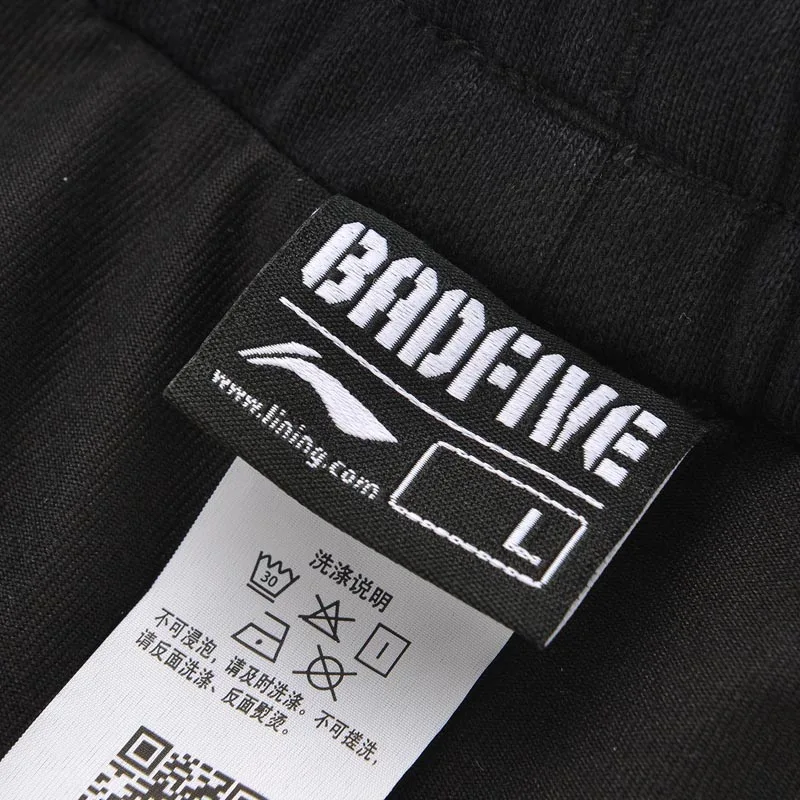 BADFIVE
www.lining.com
L
洗涤说明
30
不可浸泡，请及时洗涤。不可搓洗，
请反面洗涤、反面熨烫。